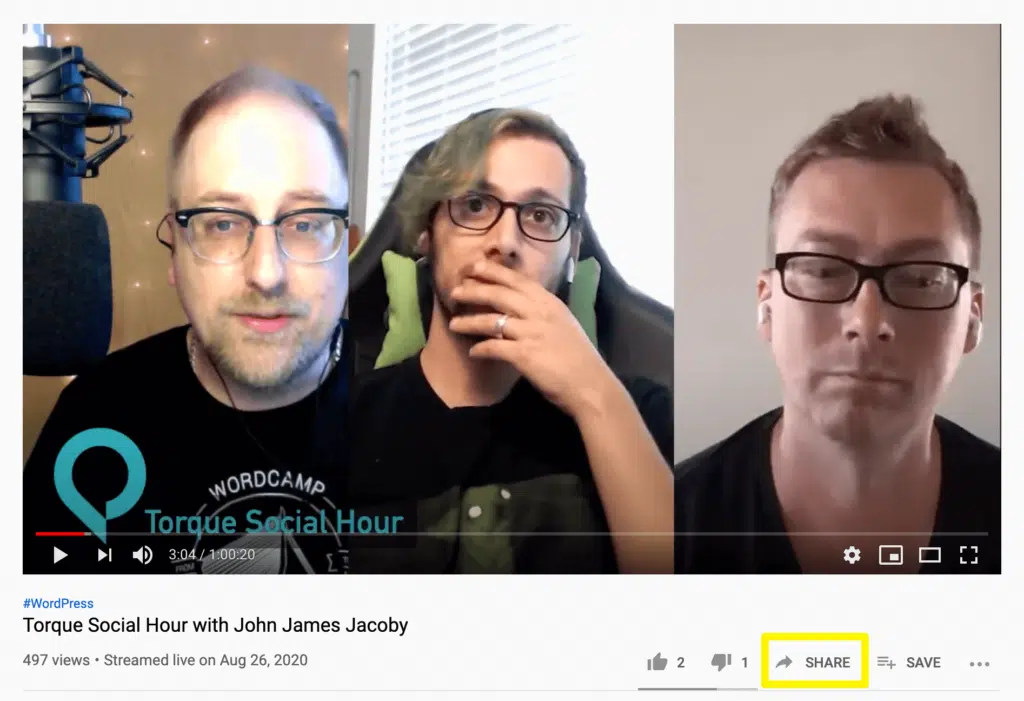 WORDCAMP
Torque Social Hour
3:04 / 1:00:20
#WordPress
Torque Social Hour with John James Jacoby
497 views • Streamed live on Aug 26, 2020
2 1 SHARE SAVE